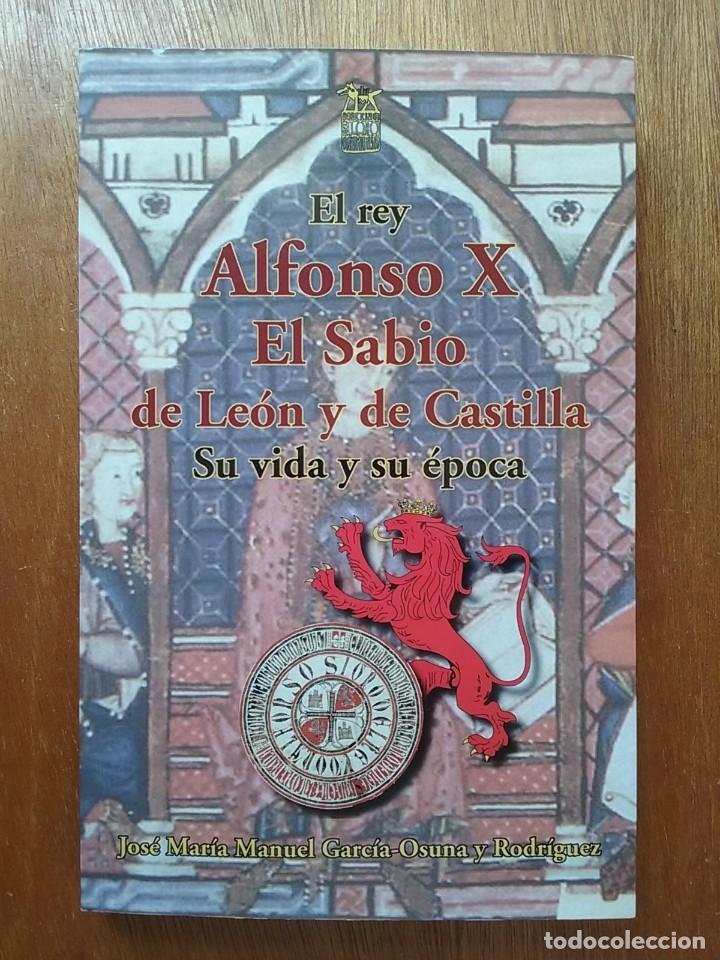 LOBO
El rey
Alfonso X
El Sabio
de León y de Castilla
Su vida y su época
José María Manuel García-Osuna y Rodríguez
todocoleccion